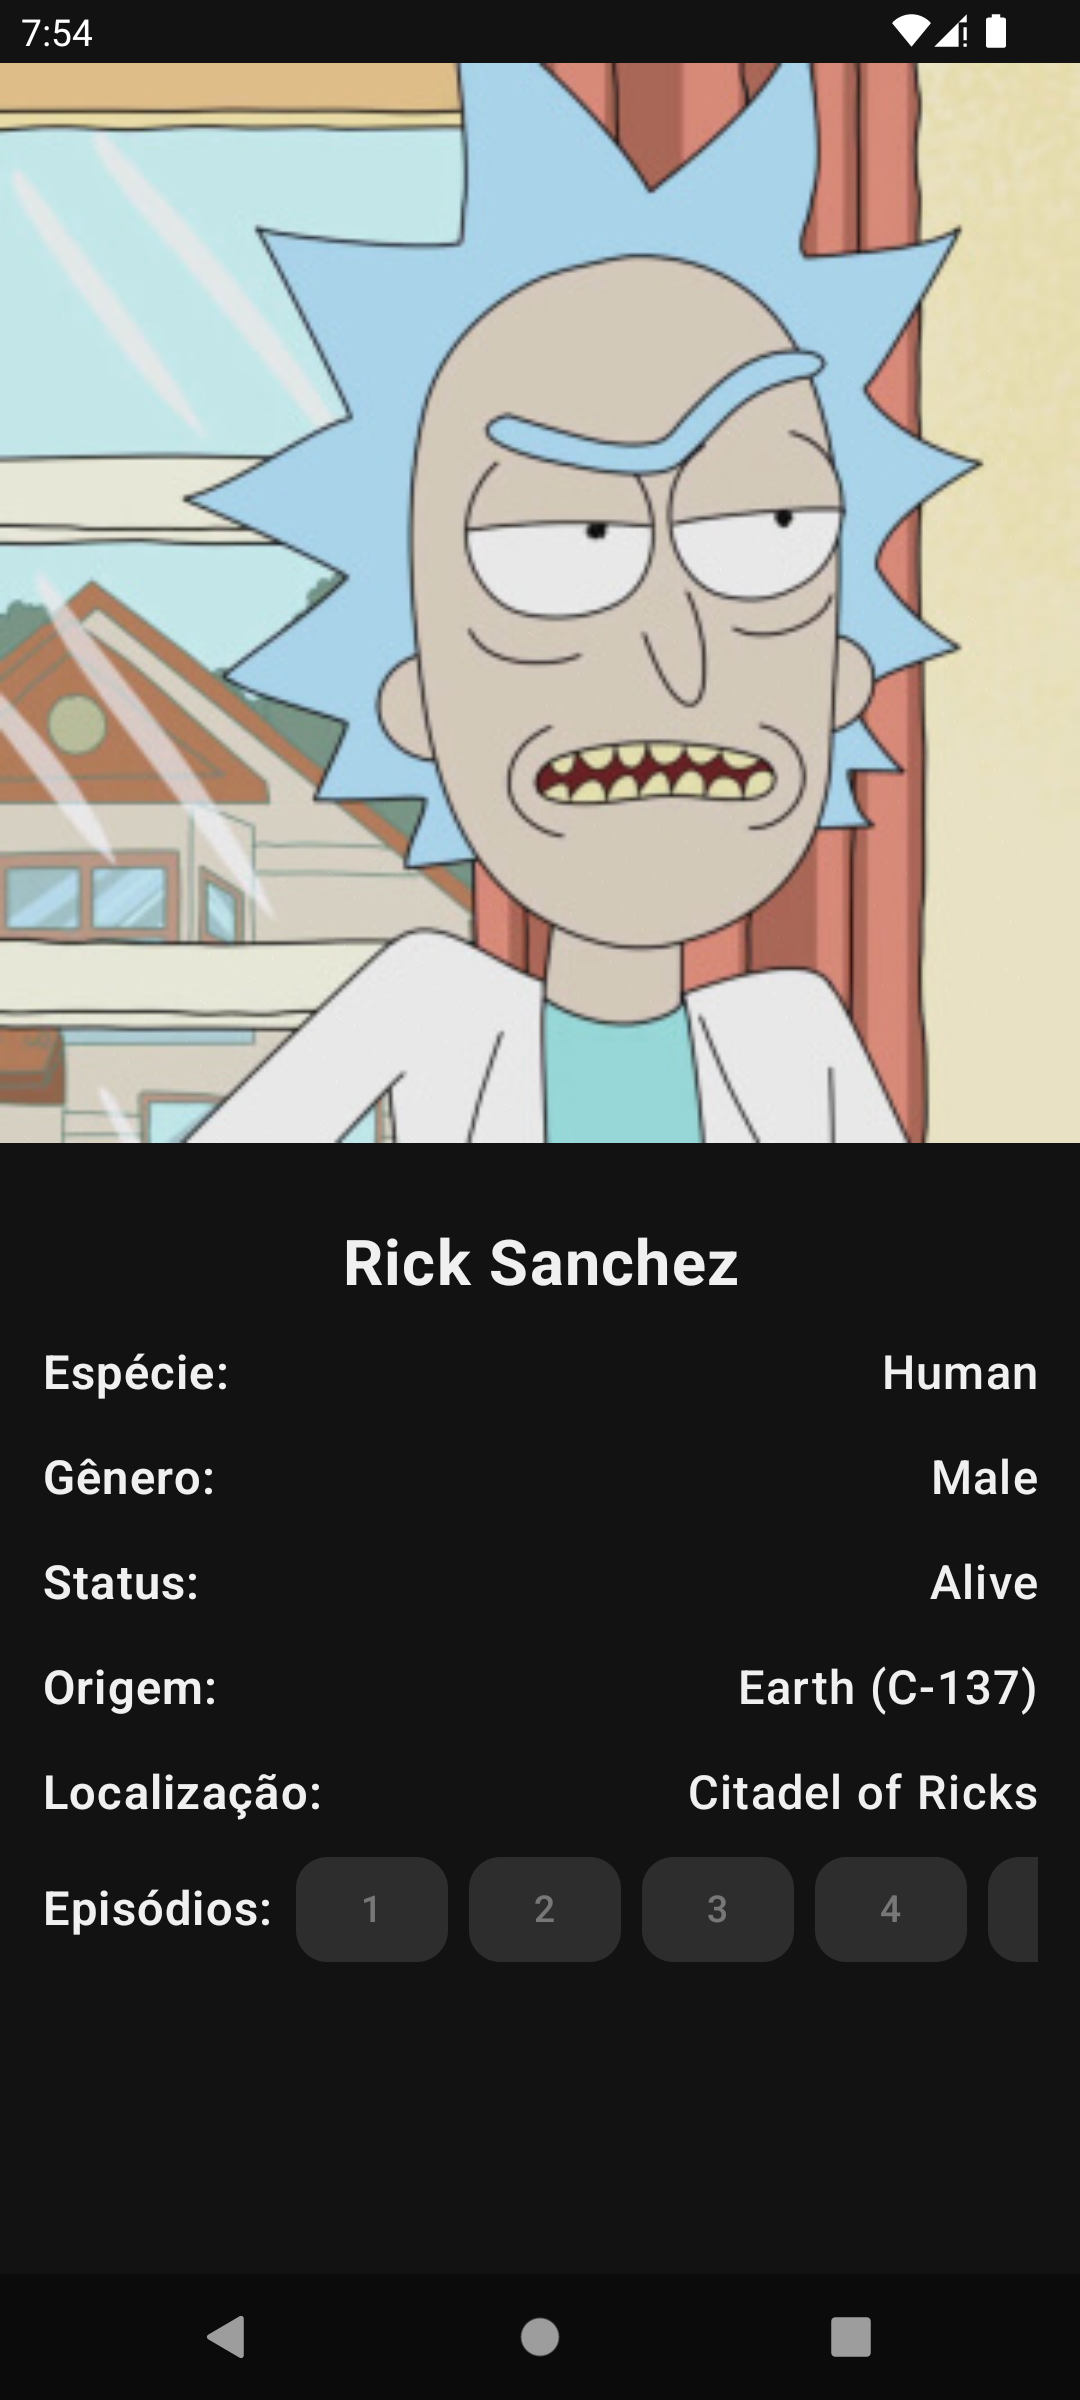 7:54
Rick Sanchez
Espécie: Human
Gênero: Male
Status: Alive
Origem: Earth (C-137)
Localização: Citadel of Ricks
Episódios: 1 2 3 4